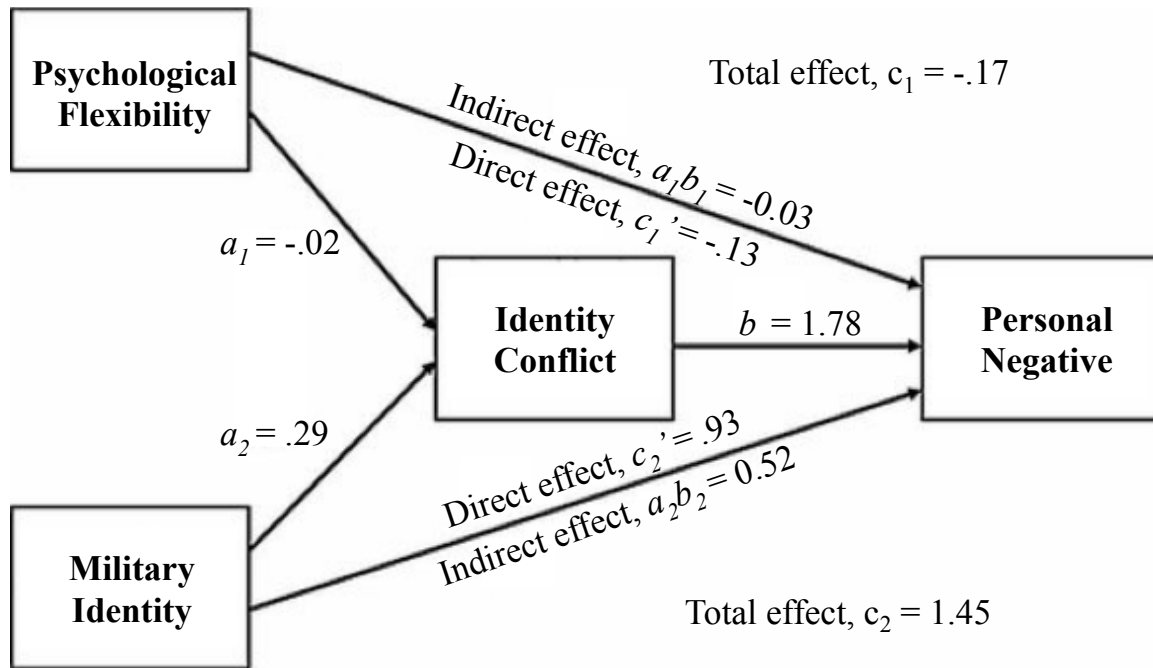 Psychological
Flexibility
Total effect, c₁ = -.17
Indirect effect, a₁b₁ = -0.03
Direct effect, c₁’ = -.13
a₁ = -.02
Identity
Conflict
b = 1.78
Personal
Negative
a₂ = .29
Direct effect, c₂’ = .93
Indirect effect, a₂b₂ = 0.52
Military
Identity
Total effect, c₂ = 1.45